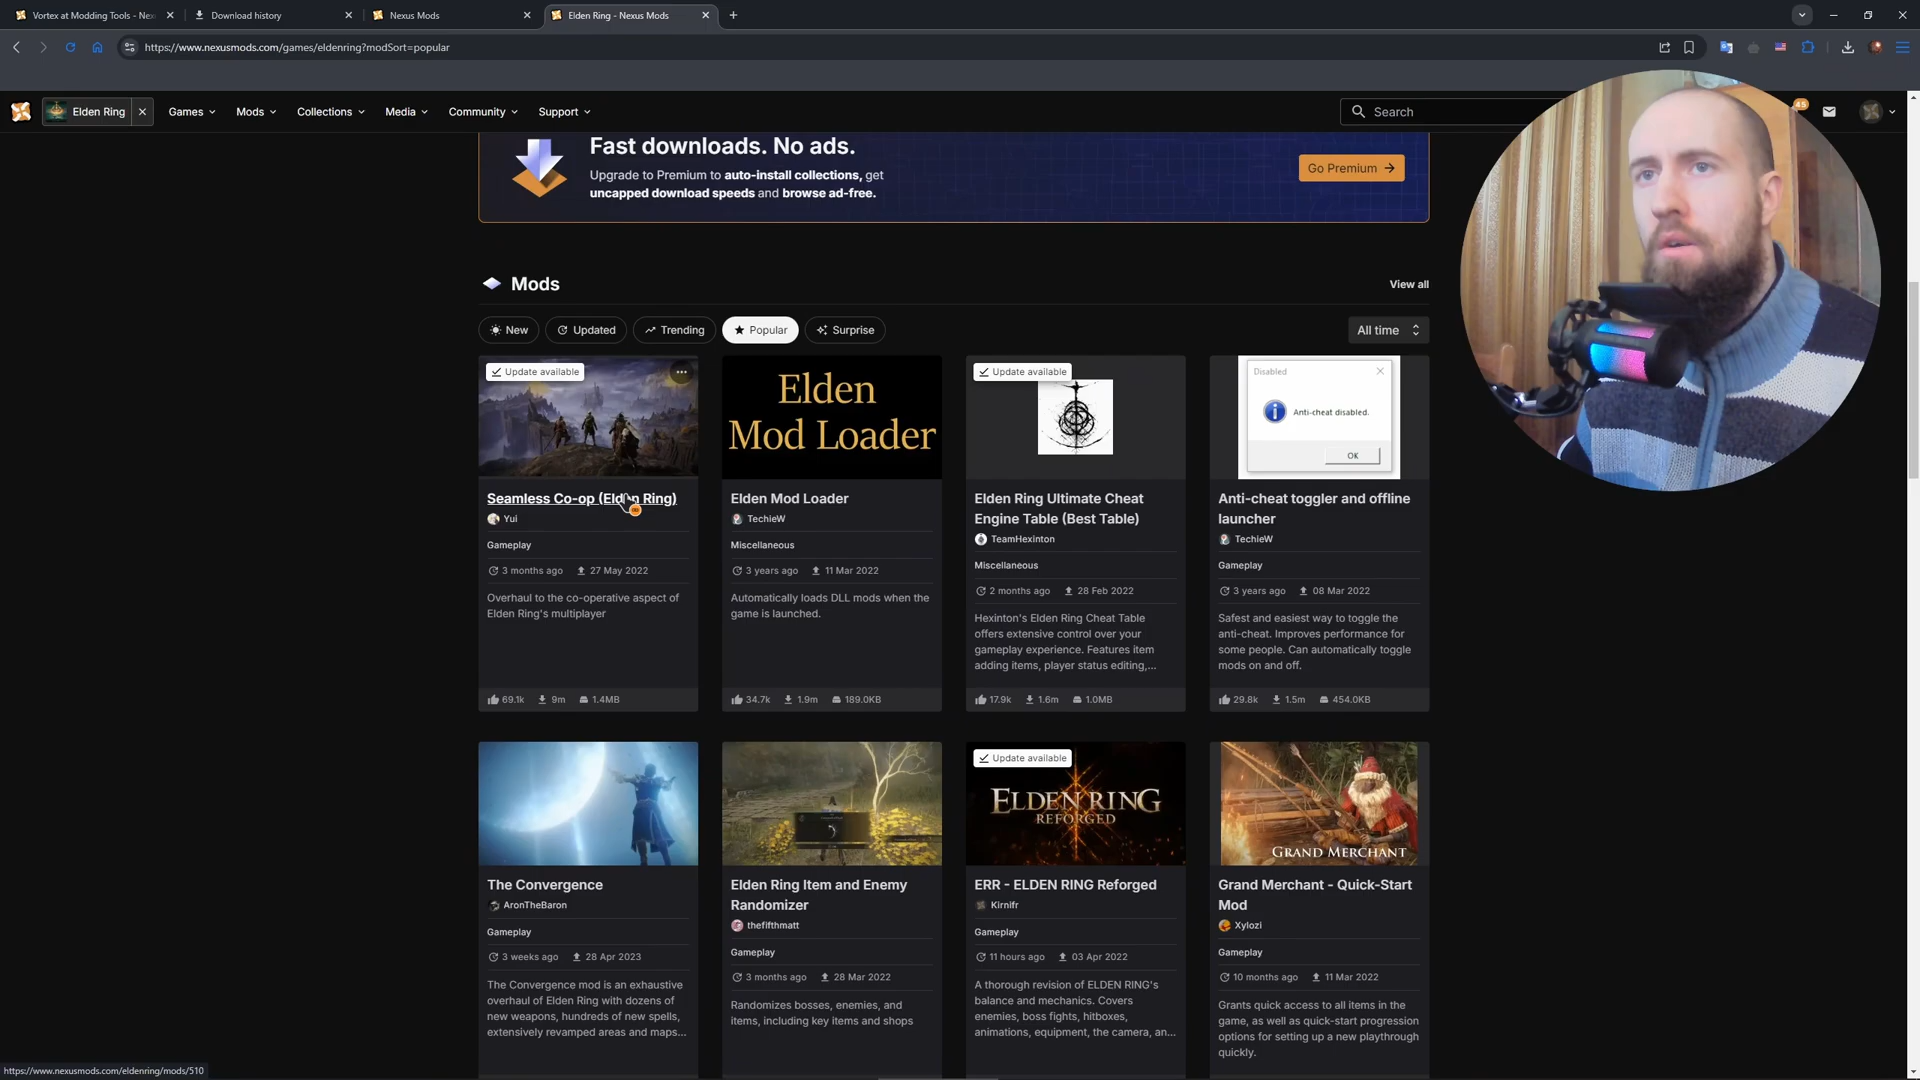 Vortex at Modding Tools - Nex
Download history
Nexus Mods
Elden Ring - Nexus Mods
https://www.nexusmods.com/games/eldenring?modSort=popular
Elden Ring
Games
Mods
Collections
Media
Community
Support
Search
45
Fast downloads. No ads.
Upgrade to Premium to auto-install collections, get
uncapped download speeds and browse ad-free.
Go Premium
Mods
View all
New
Updated
Trending
Popular
Surprise
All time
Update available
Seamless Co-op (Elden Ring)
Yui
Gameplay
3 months ago 27 May 2022
Overhaul to the co-operative aspect of
Elden Ring's multiplayer
69.1k 9m 1.4MB
Elden
Mod Loader
Elden Mod Loader
TechieW
Miscellaneous
3 years ago 11 Mar 2022
Automatically loads DLL mods when the
game is launched.
34.7k 1.9m 189.0KB
Update available
Elden Ring Ultimate Cheat
Engine Table (Best Table)
TeamHexinton
Miscellaneous
2 months ago 28 Feb 2022
Hexinton's Elden Ring Cheat Table
offers extensive control over your
gameplay experience. Features item
adding items, player status editing,...
17.9k 1.6m 1.0MB
Disabled
Anti-cheat disabled.
OK
Anti-cheat toggler and offline
launcher
TechieW
Gameplay
3 years ago 08 Mar 2022
Safest and easiest way to toggle the
anti-cheat. Improves performance for
some people. Can automatically toggle
mods on and off.
29.8k 1.5m 454.0KB
The Convergence
AronTheBaron
Gameplay
3 weeks ago 28 Apr 2023
The Convergence mod is an exhaustive
overhaul of Elden Ring with dozens of
new weapons, hundreds of new spells,
extensively revamped areas and maps...
Elden Ring Item and Enemy
Randomizer
thefifthmatt
Gameplay
3 months ago 28 Mar 2022
Randomizes bosses, enemies, and
items, including key items and shops
Update available
ELDEN RING
REFORGED
ERR - ELDEN RING Reforged
Kirnifr
Gameplay
11 hours ago 03 Apr 2022
A thorough revision of ELDEN RING's
balance and mechanics. Covers
enemies, boss fights, hitboxes,
animations, equipment, the camera, an...
GRAND MERCHANT
Grand Merchant - Quick-Start
Mod
Xylozi
Gameplay
10 months ago 11 Mar 2022
Grants quick access to all items in the
game, as well as quick-start progression
options for setting up a new playthrough
quickly.
https://www.nexusmods.com/eldenring/mods/510